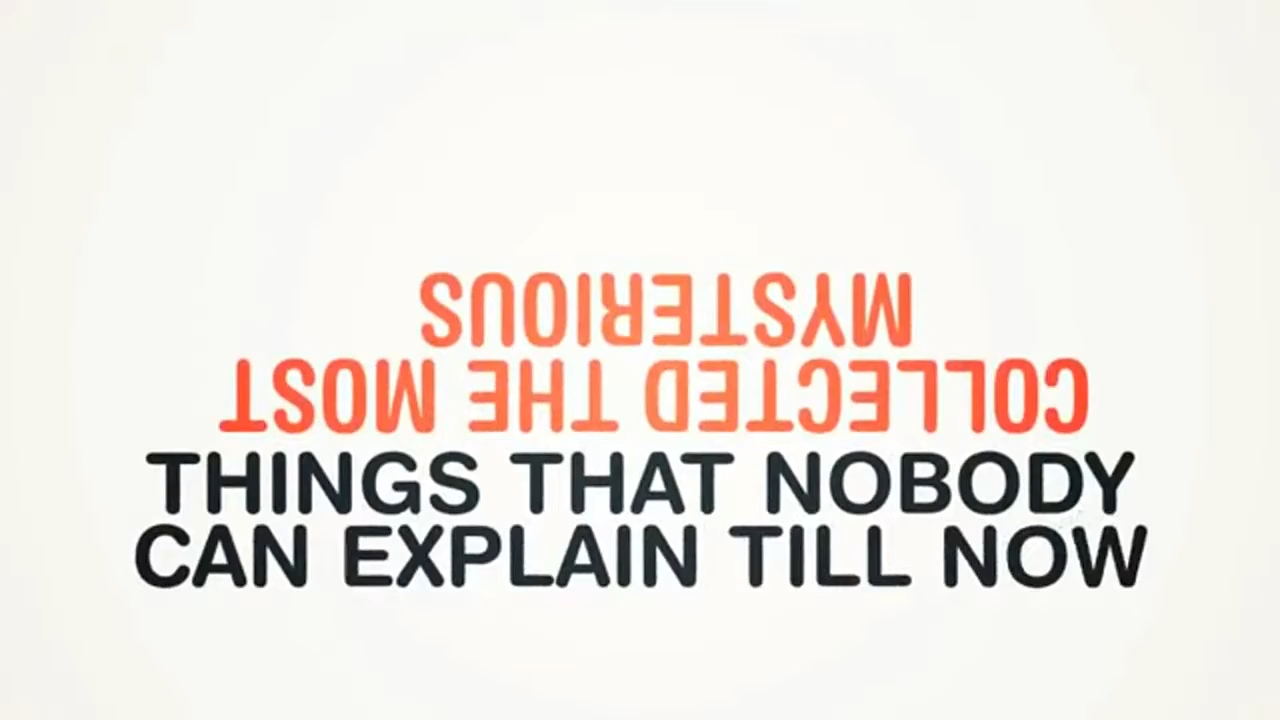 COLLECTED THE MOST
MYSTERIOUS
THINGS THAT NOBODY
CAN EXPLAIN TILL NOW